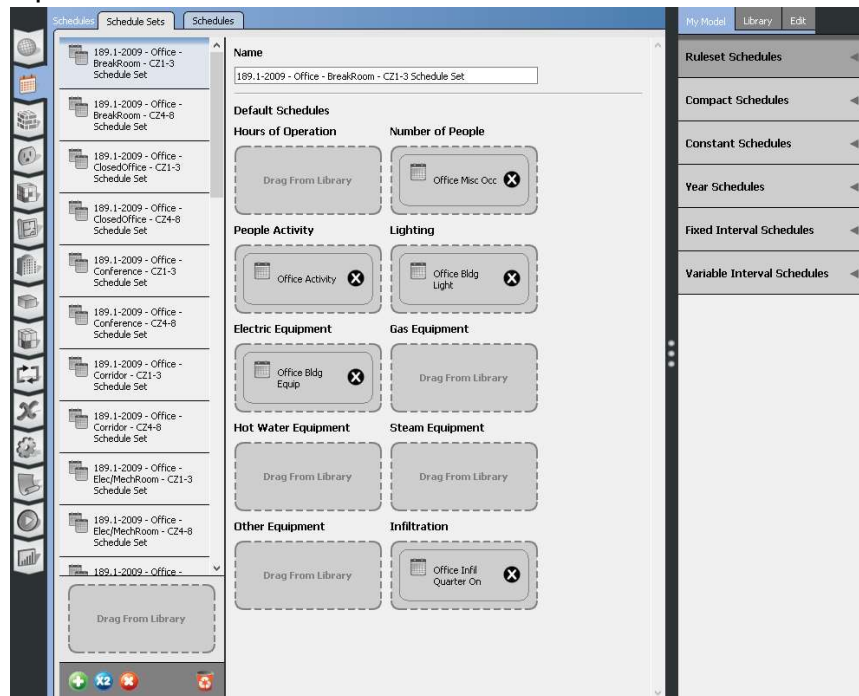 Schedules
Schedule Sets
Schedules
My Model
Library
Edit
189.1-2009 - Office -
BreakRoom - CZ1-3
Schedule Set
189.1-2009 - Office -
BreakRoom - CZ4-8
Schedule Set
189.1-2009 - Office -
ClosedOffice - CZ1-3
Schedule Set
189.1-2009 - Office -
ClosedOffice - CZ4-8
Schedule Set
189.1-2009 - Office -
Conference - CZ1-3
Schedule Set
189.1-2009 - Office -
Conference - CZ4-8
Schedule Set
189.1-2009 - Office -
Corridor - CZ1-3
Schedule Set
189.1-2009 - Office -
Corridor - CZ4-8
Schedule Set
189.1-2009 - Office -
Elec/MechRoom - CZ1-3
Schedule Set
189.1-2009 - Office -
Elec/MechRoom - CZ4-8
Schedule Set
189.1-2009 - Office -
Drag From Library
X2
Name
189.1-2009 - Office - BreakRoom - CZ1-3 Schedule Set
Default Schedules
Hours of Operation
Number of People
Drag From Library
Office Misc Occ
People Activity
Lighting
Office Activity
Office Bldg
Light
Electric Equipment
Gas Equipment
Office Bldg
Equip
Drag From Library
Hot Water Equipment
Steam Equipment
Drag From Library
Drag From Library
Other Equipment
Infiltration
Drag From Library
Office Infil
Quarter On
Ruleset Schedules
Compact Schedules
Constant Schedules
Year Schedules
Fixed Interval Schedules
Variable Interval Schedules